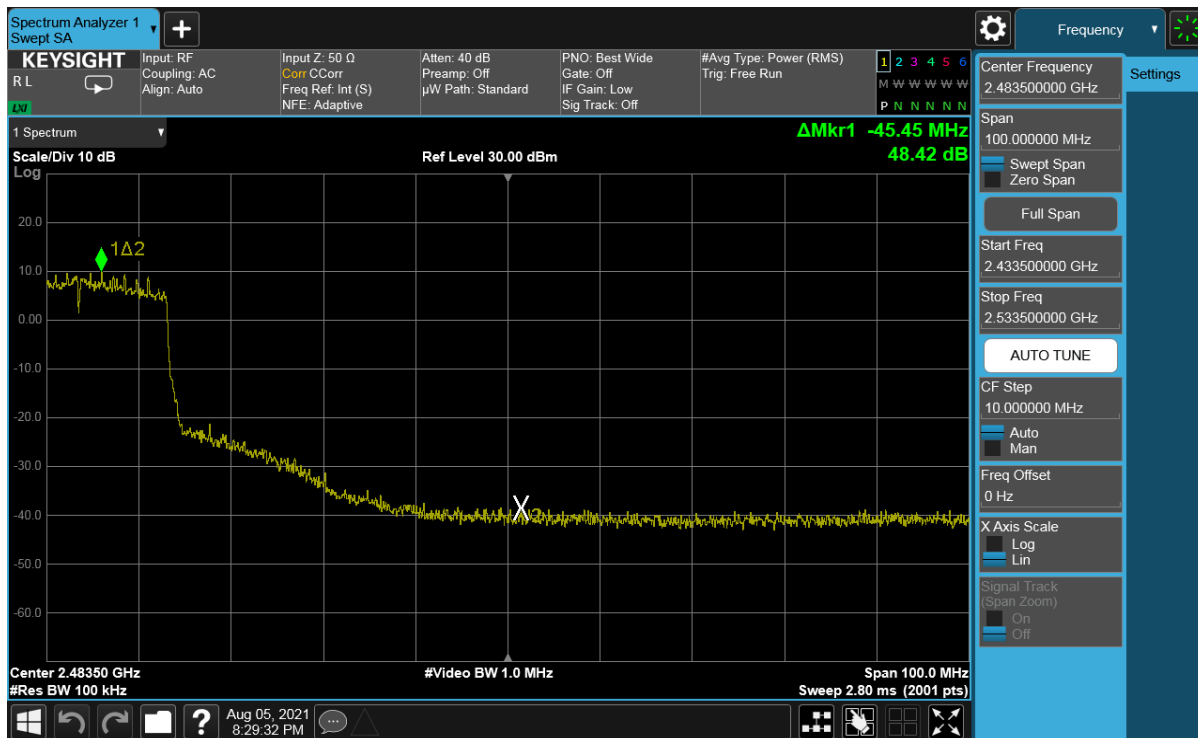 Spectrum Analyzer 1
Swept SA
Frequency
KEYSIGHT
R L
LXI
Input: RF
Coupling: AC
Align: Auto
Input Z: 50 Ω
Corr CCorr
Freq Ref: Int (S)
NFE: Adaptive
Atten: 40 dB
Preamp: Off
µW Path: Standard
PNO: Best Wide
Gate: Off
IF Gain: Low
Sig Track: Off
#Avg Type: Power (RMS)
Trig: Free Run
1 2 3 4 5 6
M W W W W W
P N N N N N
1 Spectrum
Scale/Div 10 dB
Log
Ref Level 30.00 dBm
ΔMkr1 -45.45 MHz
48.42 dB
20.0
10.0
0.00
-10.0
-20.0
-30.0
-40.0
-50.0
-60.0
1Δ2
X
Center 2.48350 GHz
#Res BW 100 kHz
#Video BW 1.0 MHz
Span 100.0 MHz
Sweep 2.80 ms (2001 pts)
Center Frequency
2.483500000 GHz
Settings
Span
100.000000 MHz
Swept Span
Zero Span
Full Span
Start Freq
2.433500000 GHz
Stop Freq
2.533500000 GHz
AUTO TUNE
CF Step
10.000000 MHz
Auto
Man
Freq Offset
0 Hz
X Axis Scale
Log
Lin
Signal Track
(Span Zoom)
On
Off
?
Aug 05, 2021
8:29:32 PM